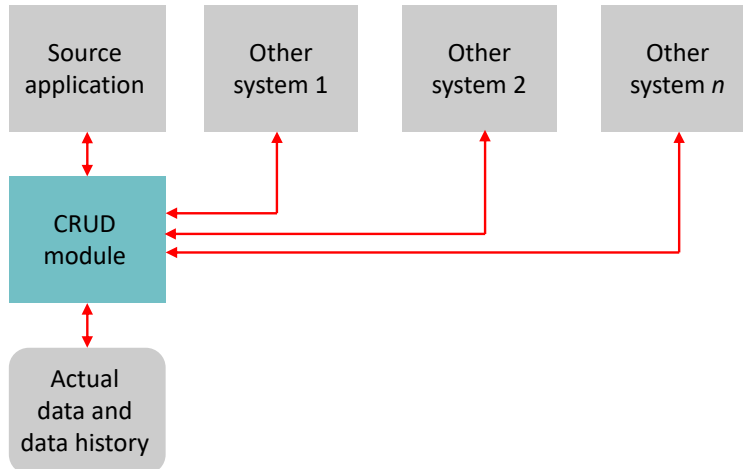 Source
application
Other
system 1
Other
system 2
Other
system n
CRUD
module
Actual
data and
data history